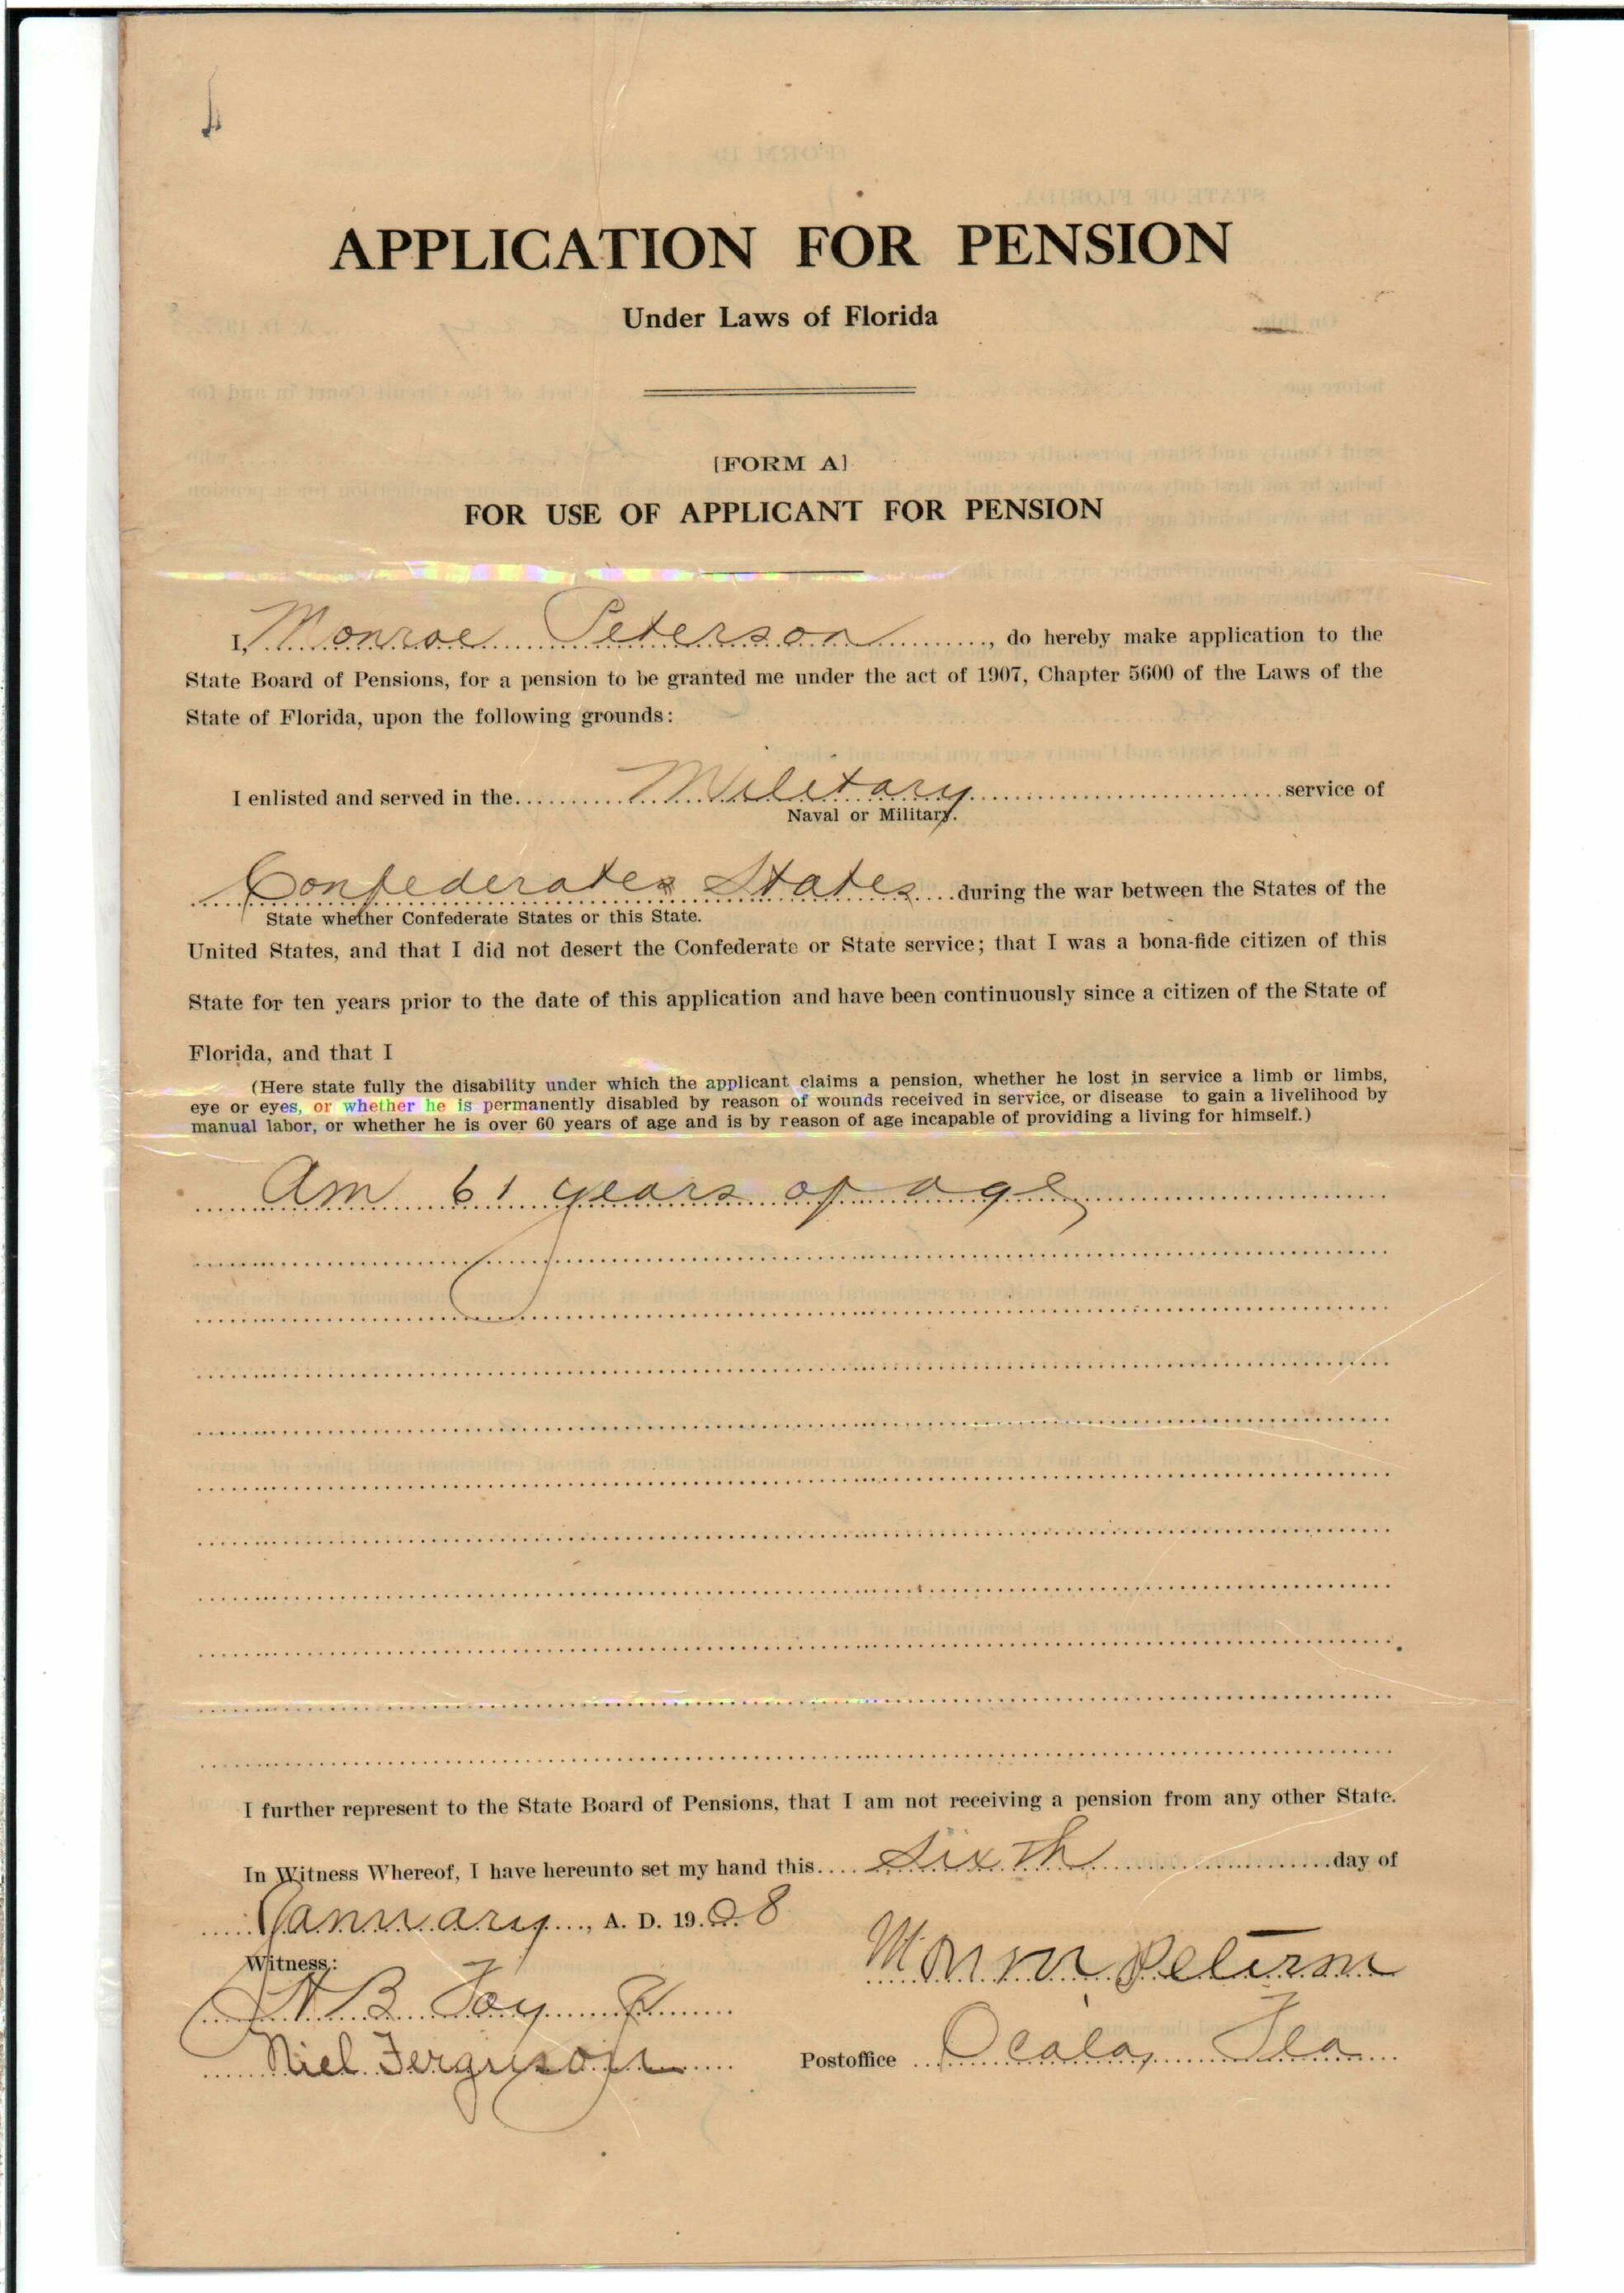 APPLICATION FOR PENSION
Under Laws of Florida
[FORM A]
FOR USE OF APPLICANT FOR PENSION
I, Monroe Peterson, do hereby make application to the
State Board of Pensions, for a pension to be granted me under the act of 1907, Chapter 5600 of the Laws of the
State of Florida, upon the following grounds:
I enlisted and served in the Military service of
Naval or Military.
Confederates States during the war between the States of the
State whether Confederate States or this State.
United States, and that I did not desert the Confederate or State service; that I was a bona-fide citizen of this
State for ten years prior to the date of this application and have been continuously since a citizen of the State of
Florida, and that I
(Here state fully the disability under which the applicant claims a pension, whether he lost in service a limb or limbs,
eye or eyes, or whether he is permanently disabled by reason of wounds received in service, or disease to gain a livelihood by
manual labor, or whether he is over 60 years of age and is by reason of age incapable of providing a living for himself.)
Am 61 years of age
I further represent to the State Board of Pensions, that I am not receiving a pension from any other State.
In Witness Whereof, I have hereunto set my hand this Sixth day of
January, A. D. 1908
Witness:
Niel Ferguson
Postoffice Ocala, Fla